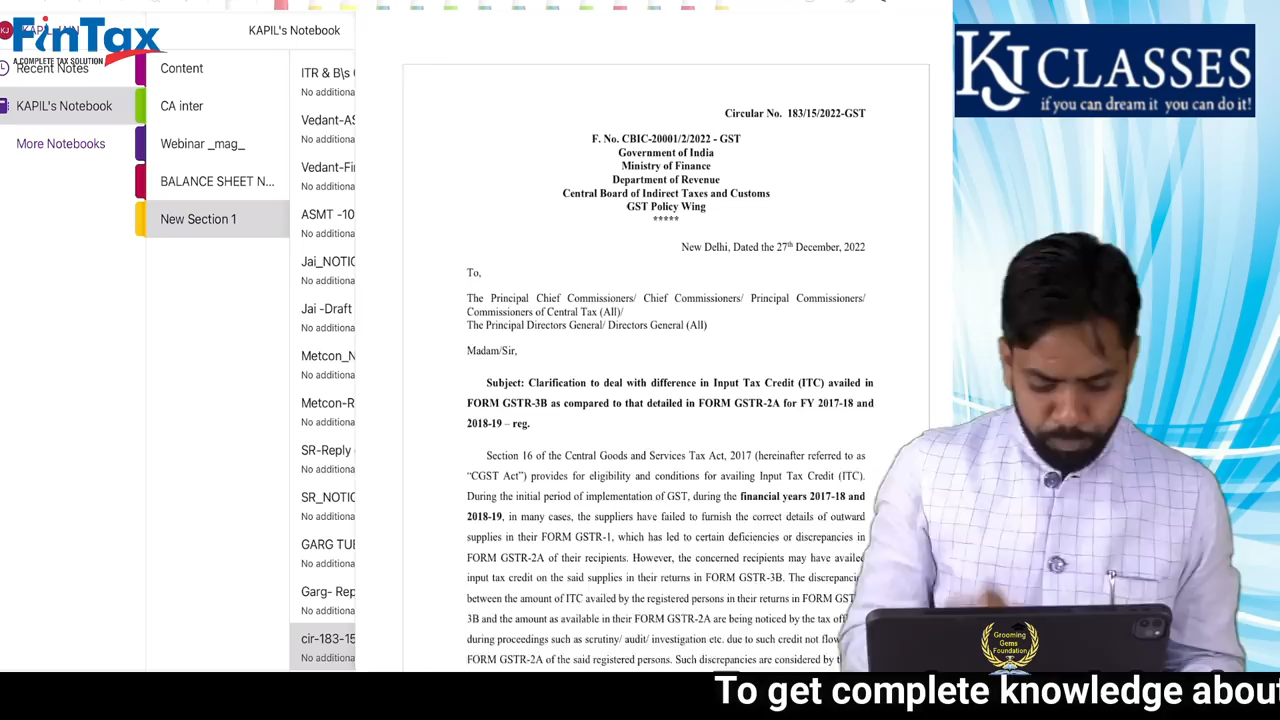 FinTax
A COMPLETE TAX SOLUTION
KJ
KAPIL's Notebook
Recent Notes
KAPIL's Notebook
More Notebooks
Content
CA inter
Webinar _mag_
BALANCE SHEET N...
New Section 1
ITR & B\s
No additional
Vedant-AS
No additiona
Vedant-Fi
No additiona
ASMT -10
No additiona
Jai_NOTIC
No additiona
Jai -Draft
No additiona
Metcon_N
No additiona
Metcon-R
No additiona
SR-Reply
No additiona
SR_NOTIC
No additiona
GARG TUB
No additiona
Garg- Rep
No additiona
cir-183-15
No additiona
Circular No. 183/15/2022-GST
F. No. CBIC-20001/2/2022 - GST
Government of India
Ministry of Finance
Department of Revenue
Central Board of Indirect Taxes and Customs
GST Policy Wing
*****
New Delhi, Dated the 27th December, 2022
To,
The Principal Chief Commissioners/ Chief Commissioners/ Principal Commissioners/
Commissioners of Central Tax (All)/
The Principal Directors General/ Directors General (All)
Madam/Sir,
Subject: Clarification to deal with difference in Input Tax Credit (ITC) availed in
FORM GSTR-3B as compared to that detailed in FORM GSTR-2A for FY 2017-18 and
2018-19 – reg.
Section 16 of the Central Goods and Services Tax Act, 2017 (hereinafter referred to as
“CGST Act”) provides for eligibility and conditions for availing Input Tax Credit (ITC).
During the initial period of implementation of GST, during the financial years 2017-18 and
2018-19, in many cases, the suppliers have failed to furnish the correct details of outward
supplies in their FORM GSTR-1, which has led to certain deficiencies or discrepancies in
FORM GSTR-2A of their recipients. However, the concerned recipients may have availed
input tax credit on the said supplies in their returns in FORM GSTR-3B. The discrepancie
between the amount of ITC availed by the registered persons in their returns in FORM GST
3B and the amount as available in their FORM GSTR-2A are being noticed by the tax off
during proceedings such as scrutiny/ audit/ investigation etc. due to such credit not flow
FORM GSTR-2A of the said registered persons. Such discrepancies are considered by
KJ CLASSES
if you can dream it you can do it!
Grooming
Gems
Foundation
To get complete knowledge about